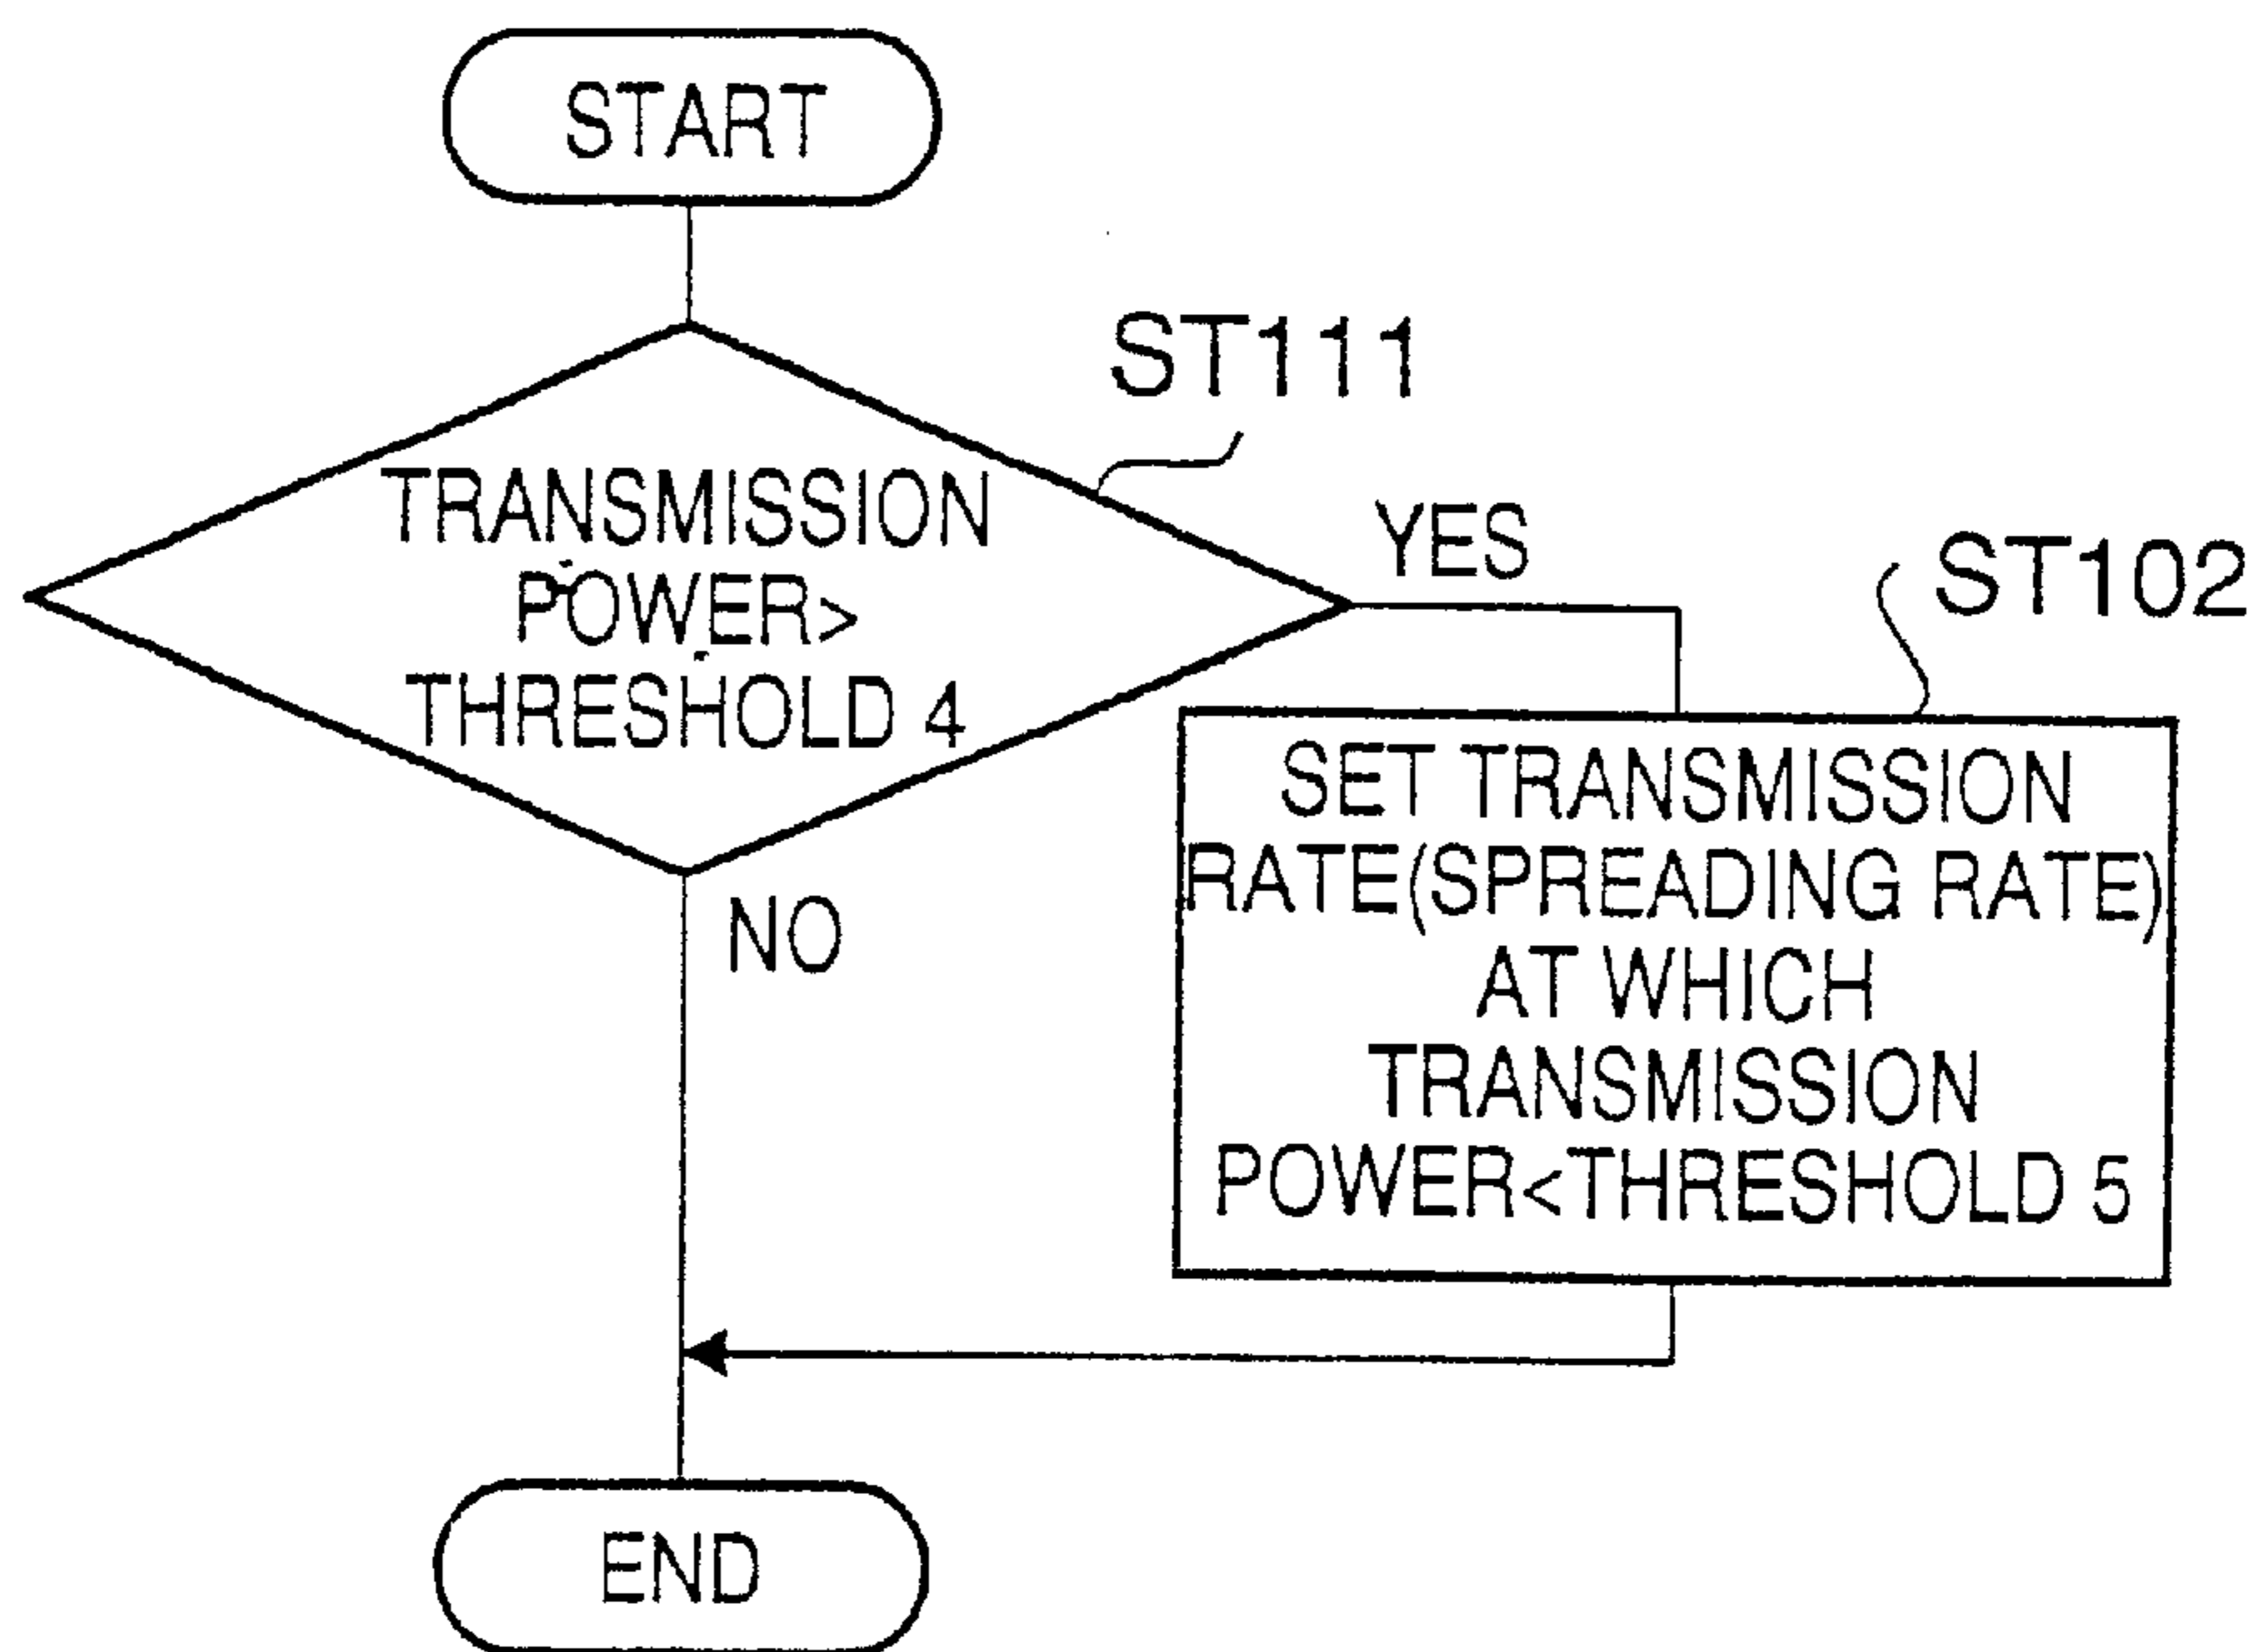 START
ST111
TRANSMISSION
POWER>
THRESHOLD 4
YES
ST102
NO
SET TRANSMISSION
RATE(SPREADING RATE)
AT WHICH
TRANSMISSION
POWER<THRESHOLD 5
END